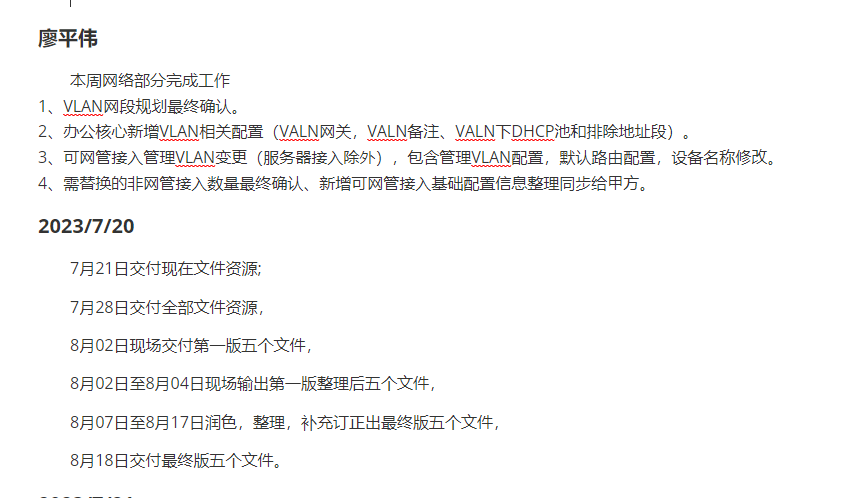 廖平伟
本周网络部分完成工作
1、VLAN网段规划最终确认。
2、办公核心新增VLAN相关配置（VALN网关，VALN备注、VALN下DHCP池和排除地址段）。
3、可网管接入管理VLAN变更（服务器接入除外），包含管理VLAN配置，默认路由配置，设备名称修改。
4、需替换的非网管接入数量最终确认、新增可网管接入基础配置信息整理同步给甲方。
2023/7/20
7月21日交付现在文件资源;
7月28日交付全部文件资源，
8月02日现场交付第一版五个文件，
8月02日至8月04日现场输出第一版整理后五个文件，
8月07日至8月17日润色，整理，补充订正出最终版五个文件，
8月18日交付最终版五个文件。